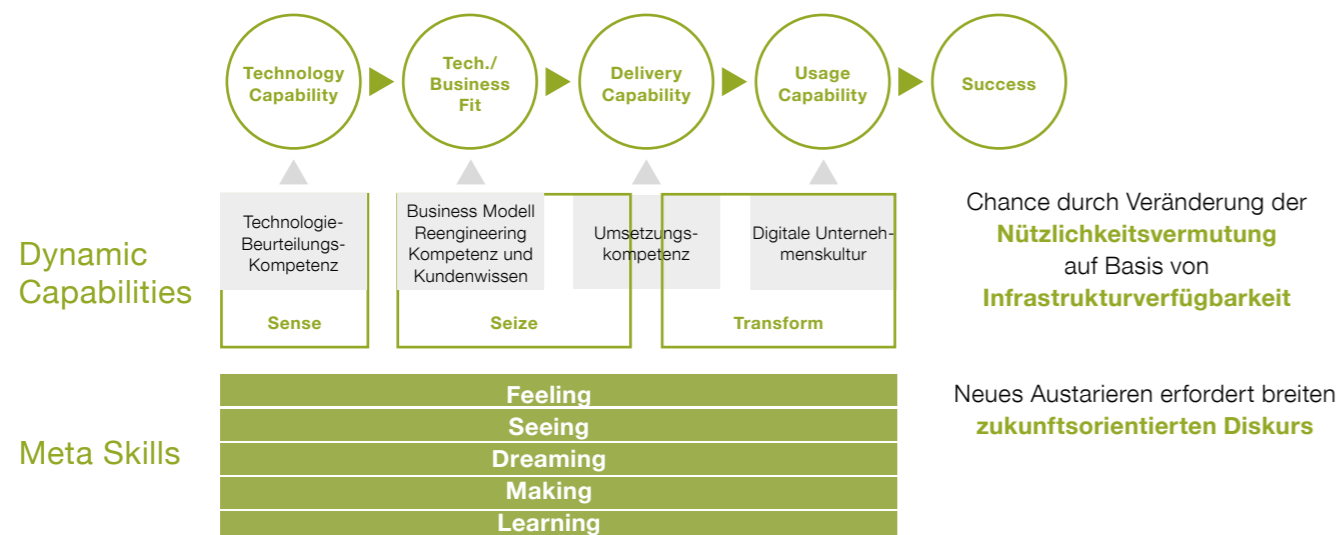 Technology
Capability
Tech./
Business
Fit
Delivery
Capability
Usage
Capability
Success
Dynamic
Capabilities
Technologie-
Beurteilungs-
Kompetenz
Business Modell
Reengineering
Kompetenz und
Kundenwissen
Umsetzungs-
kompetenz
Digitale Unterneh-
menskultur
Sense
Seize
Transform
Chance durch Veränderung der
Nützlichkeitsvermutung
auf Basis von
Infrastrukturverfügbarkeit
Meta Skills
Feeling
Seeing
Dreaming
Making
Learning
Neues Austarieren erfordert breiten
zukunftsorientierten Diskurs